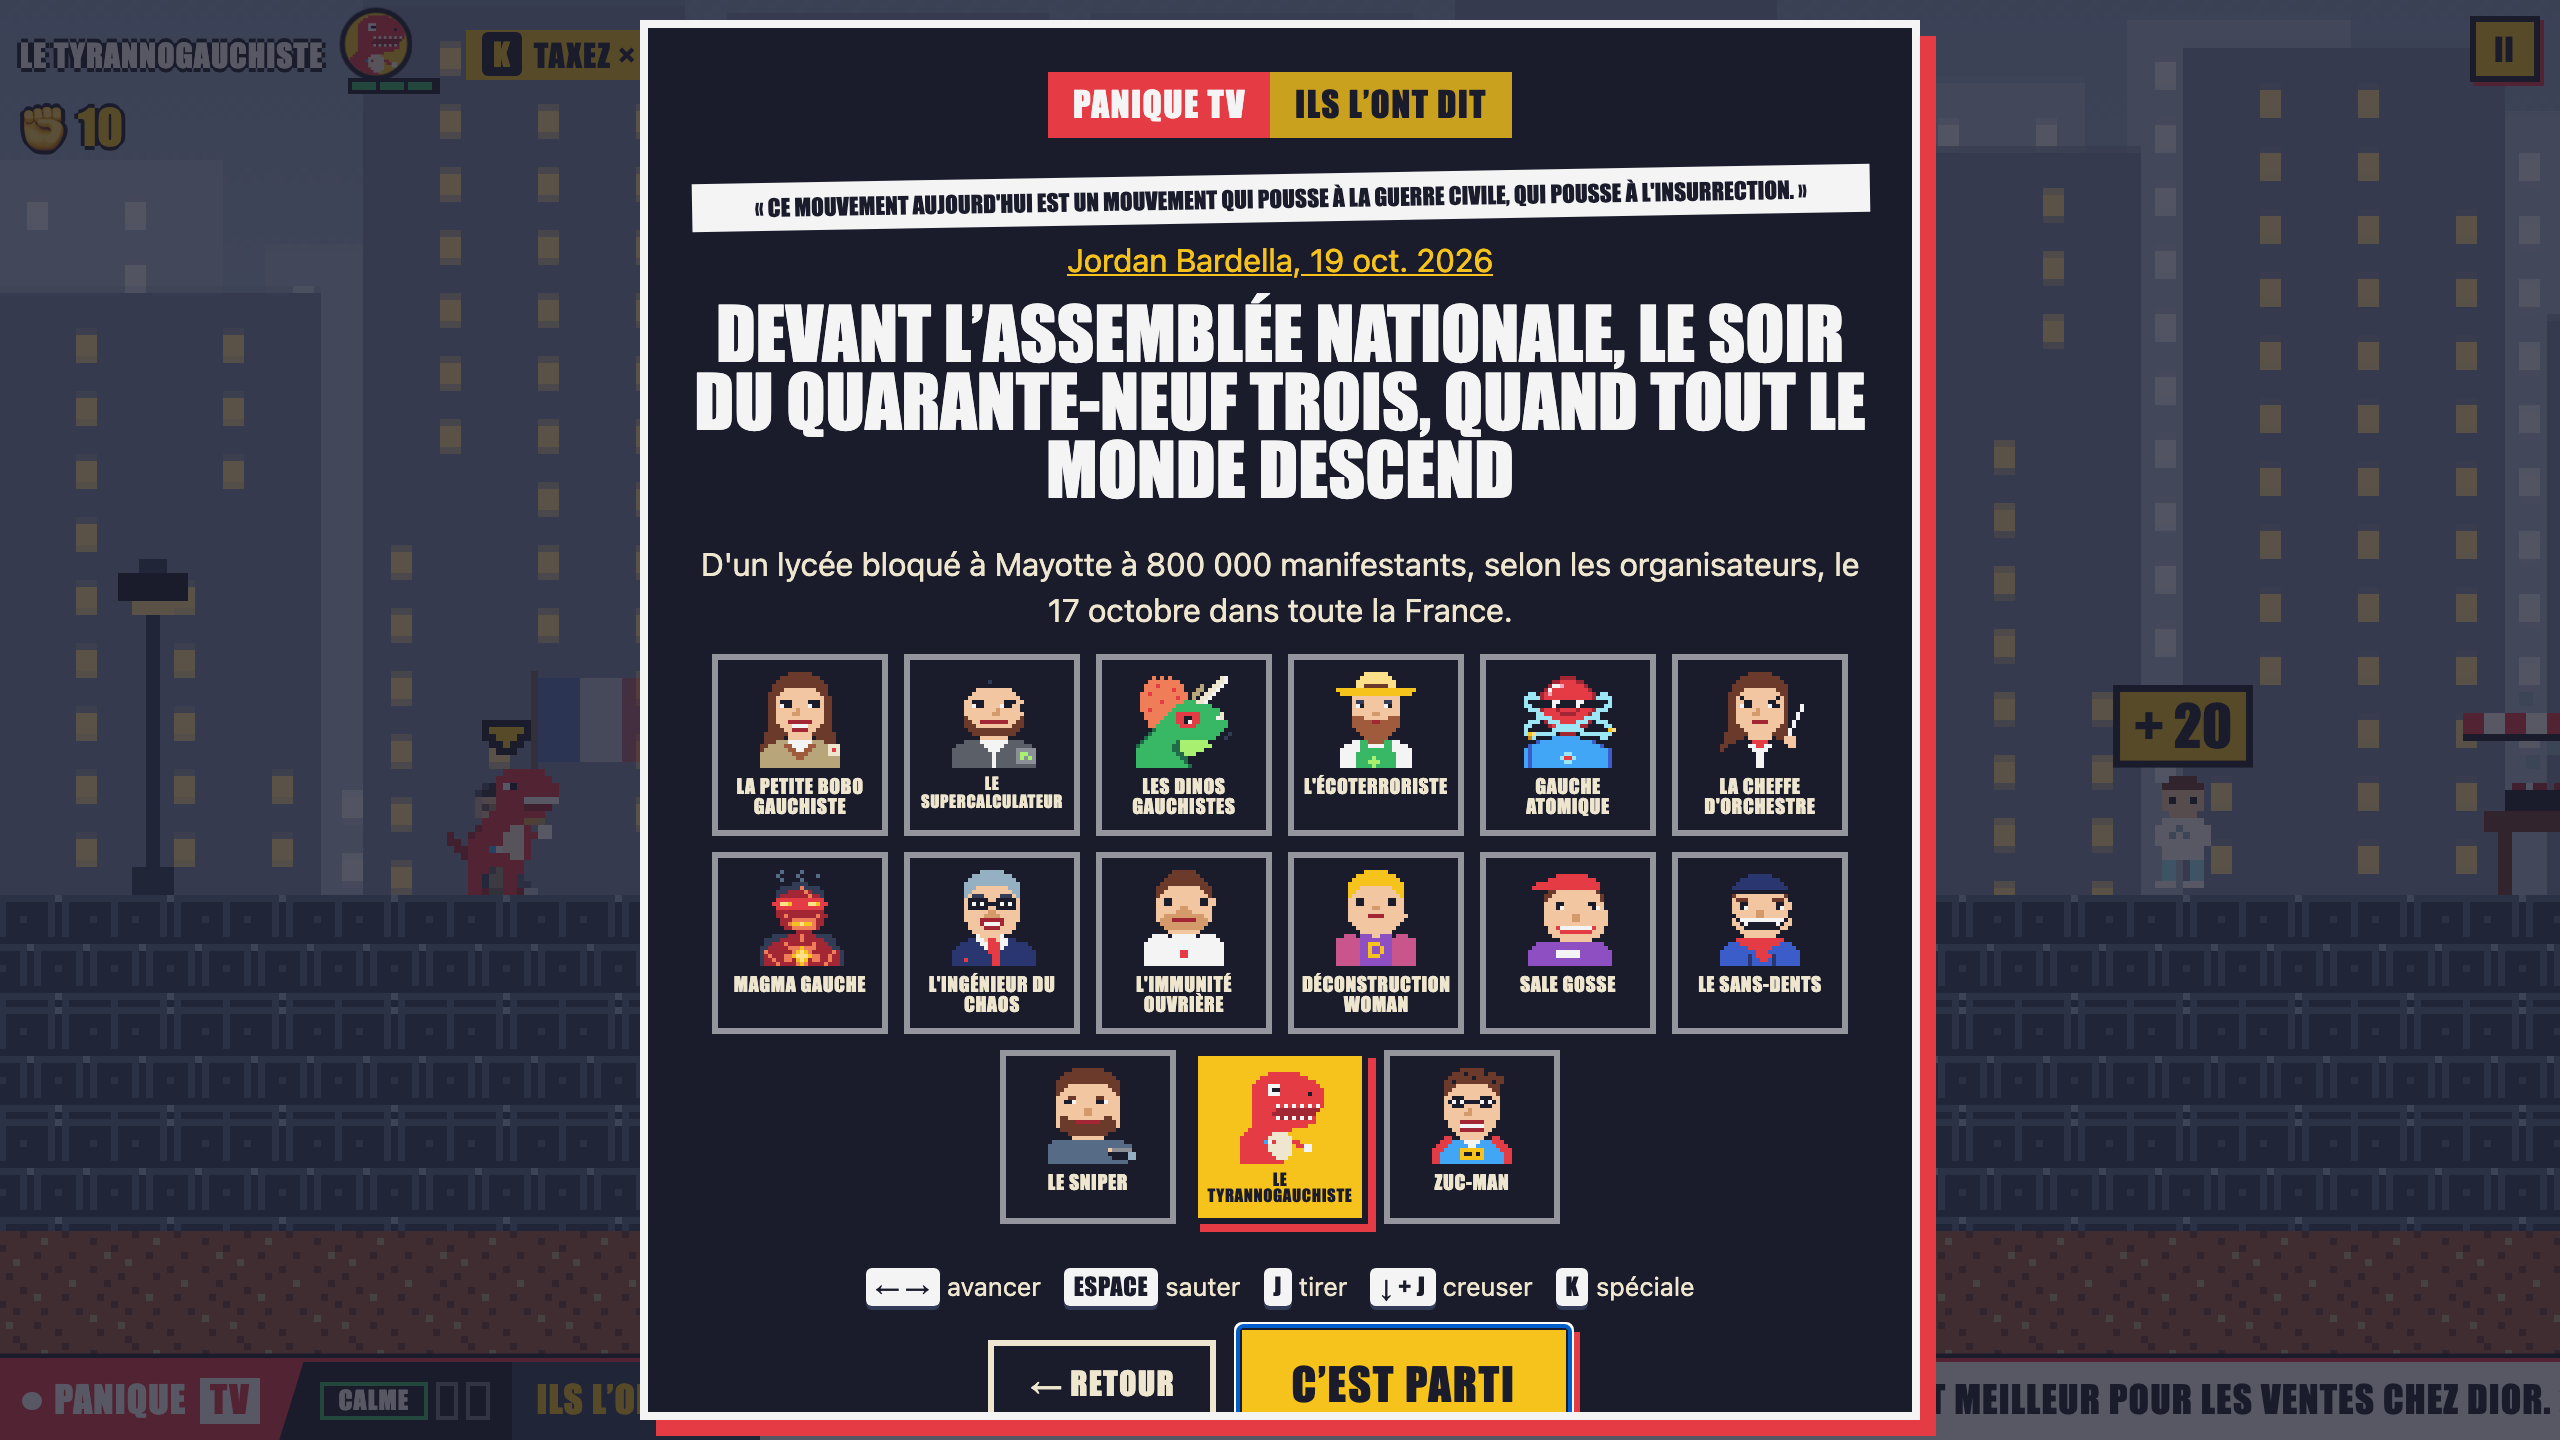 LE TYRANNOGAUCHISTE
K TAXEZ ×
10
PANIQUE TV ILS L’ONT DIT
« CE MOUVEMENT AUJOURD'HUI EST UN MOUVEMENT QUI POUSSE À LA GUERRE CIVILE, QUI POUSSE À L'INSURRECTION. »
Jordan Bardella, 19 oct. 2026
DEVANT L’ASSEMBLÉE NATIONALE, LE SOIR
DU QUARANTE-NEUF TROIS, QUAND TOUT LE
MONDE DESCEND
D'un lycée bloqué à Mayotte à 800 000 manifestants, selon les organisateurs, le
17 octobre dans toute la France.
LA PETITE BOBO
GAUCHISTE
LE
SUPERCALCULATEUR
LES DINOS
GAUCHISTES
L'ÉCOTERRORISTE
GAUCHE
ATOMIQUE
LA CHEFFE
D'ORCHESTRE
MAGMA GAUCHE
L'INGÉNIEUR DU
CHAOS
L'IMMUNITÉ
OUVRIÈRE
DÉCONSTRUCTION
WOMAN
SALE GOSSE
LE SANS-DENTS
LE SNIPER
LE
TYRANNOGAUCHISTE
ZUC-MAN
+ 20
←→ avancer ESPACE sauter J tirer ↓ + J creuser K spéciale
← RETOUR
C’EST PARTI
PANIQUE TV
CALME
ILS L’O
T MEILLEUR POUR LES VENTES CHEZ DIOR.